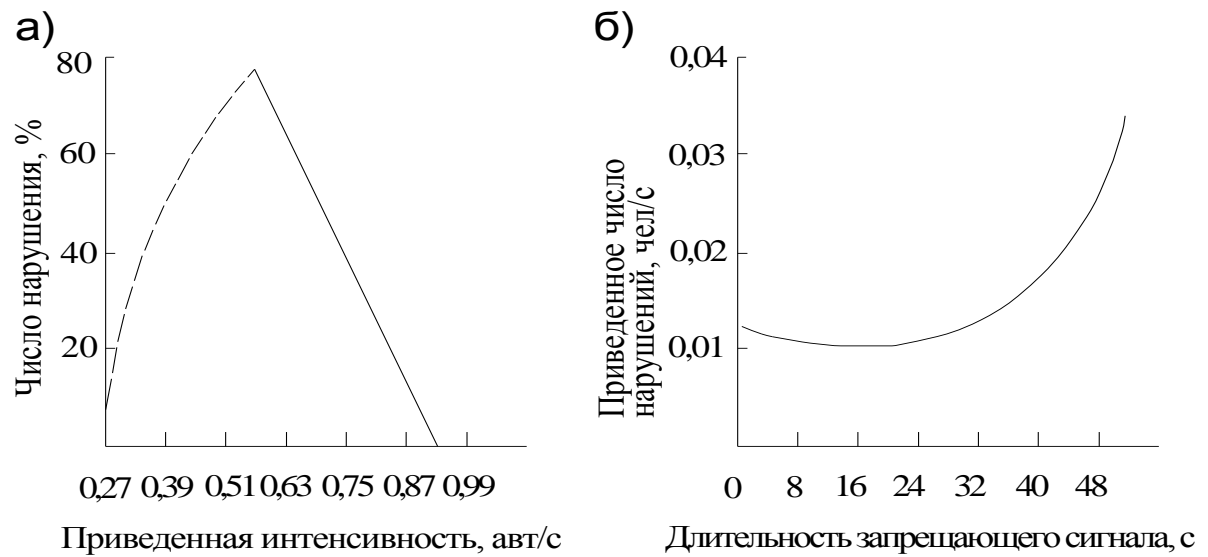 а)
80
60
40
20
Число нарушения, %
0,27 0,39 0,51 0,63 0,75 0,87 0,99
Приведенная интенсивность, авт/с
б)
0,04
0,03
0,02
0,01
Приведенное число
нарушений, чел/с
0 8 16 24 32 40 48
Длительность запрещающего сигнала, с